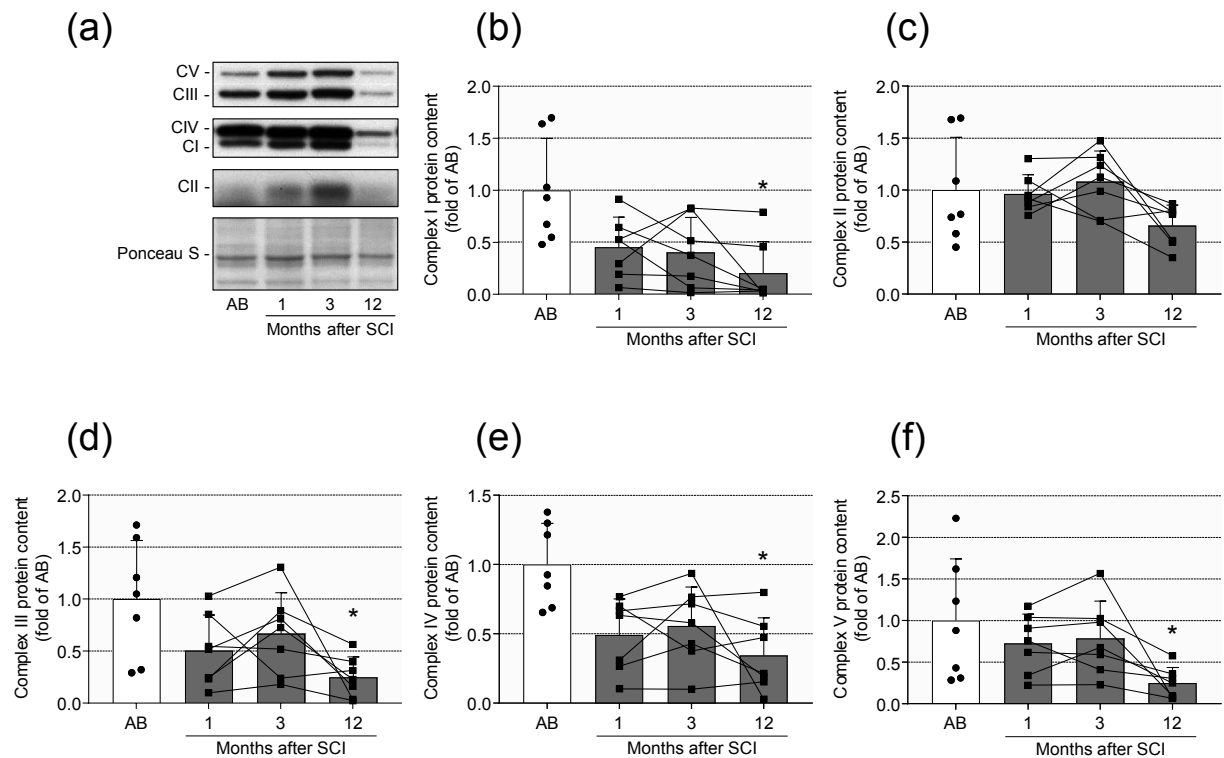 (a)
CV -
CIII -
CIV -
CI -
CII -
Ponceau S -
AB 1 3 12
Months after SCI
(b)
Complex I protein content
(fold of AB)
2.0
1.5
1.0
0.5
0.0
*
AB 1 3 12
Months after SCI
(c)
Complex II protein content
(fold of AB)
2.0
1.5
1.0
0.5
0.0
AB 1 3 12
Months after SCI
(d)
Complex III protein content
(fold of AB)
2.0
1.5
1.0
0.5
0.0
*
AB 1 3 12
Months after SCI
(e)
Complex IV protein content
(fold of AB)
1.5
1.0
0.5
0.0
*
AB 1 3 12
Months after SCI
(f)
Complex V protein content
(fold of AB)
2.5
2.0
1.5
1.0
0.5
0.0
*
AB 1 3 12
Months after SCI